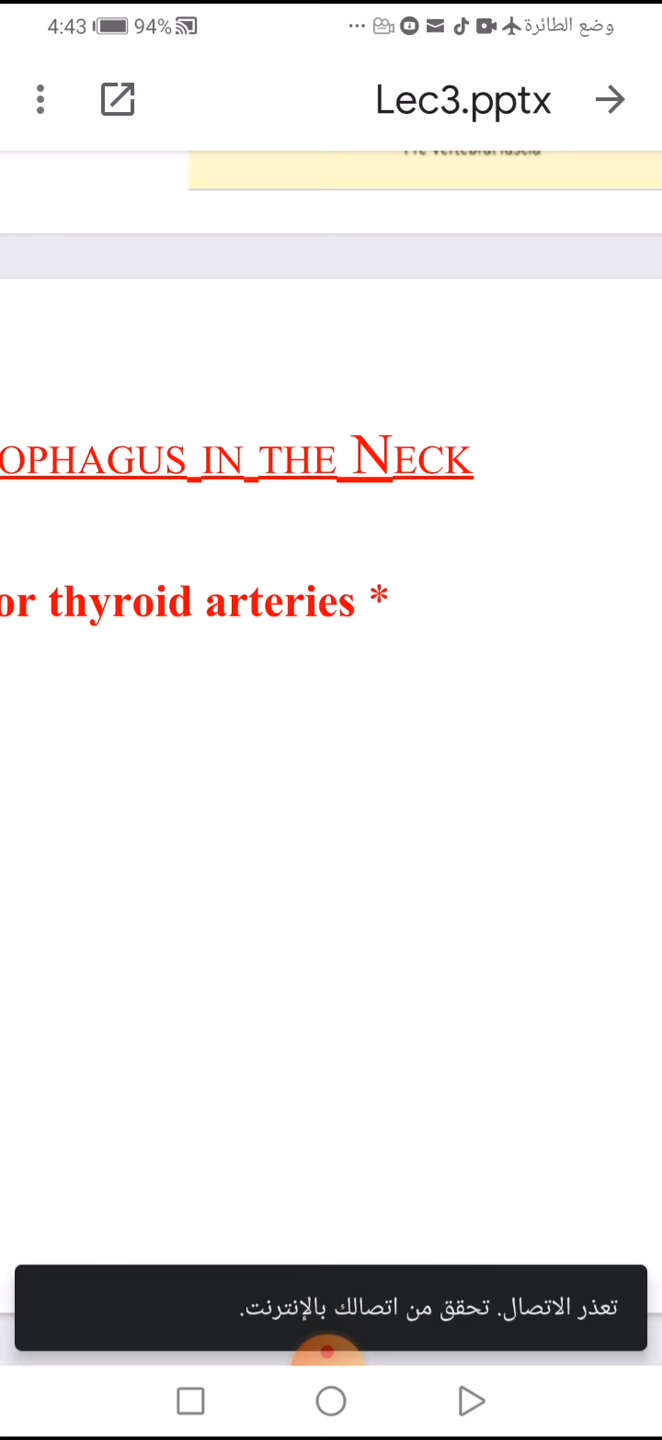 4:43 94% ... وضع الطائرة
Lec3.pptx
OPHAGUS IN THE NECK
or thyroid arteries *
تعذر الاتصال. تحقق من اتصالك بالإنترنت.